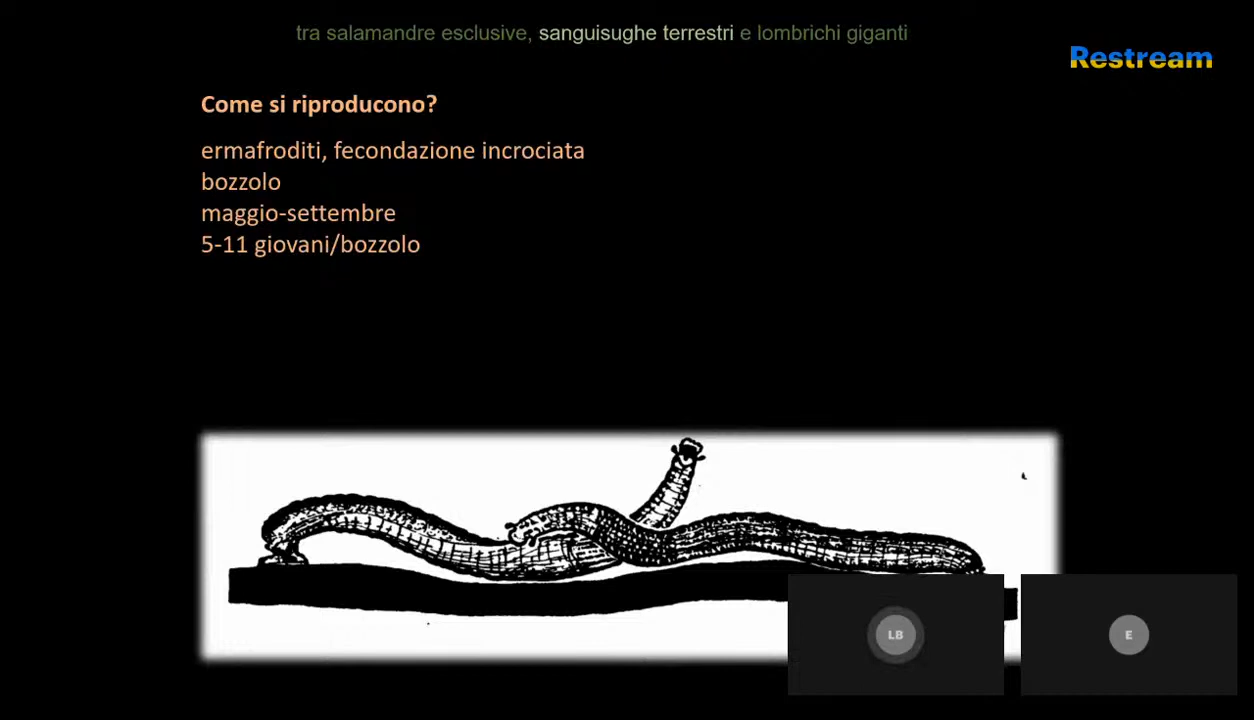 tra salamandre esclusive, sanguisughe terrestri e lombrichi giganti
Restream
Come si riproducono?
ermafroditi, fecondazione incrociata
bozzolo
maggio-settembre
5-11 giovani/bozzolo
LB
E